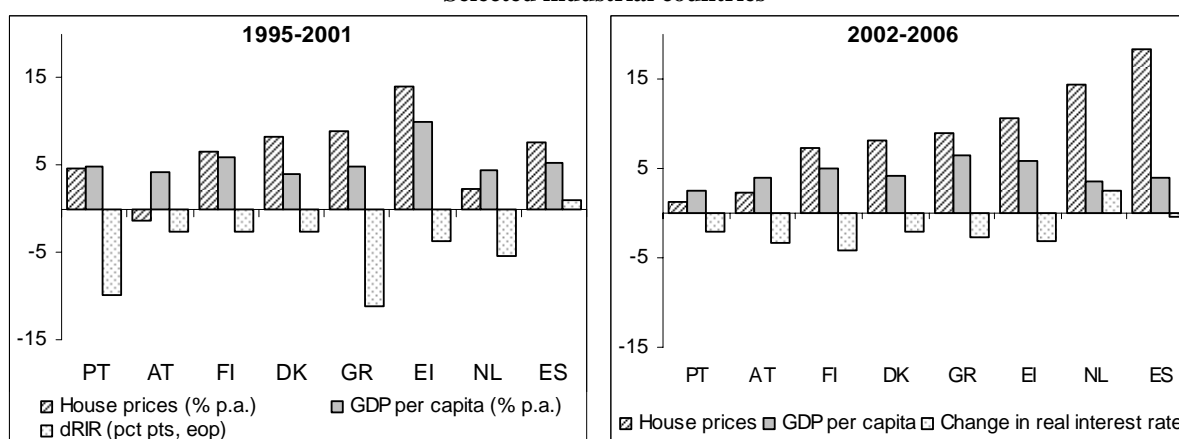 Selected industrial countries
1995-2001
15
5
-5
-15
PT AT FI DK GR EI NL ES
House prices (% p.a.) GDP per capita (% p.a.)
dRIR (pct pts, eop)
2002-2006
15
5
-5
-15
PT AT FI DK GR EI NL ES
House prices GDP per capita Change in real interest rate